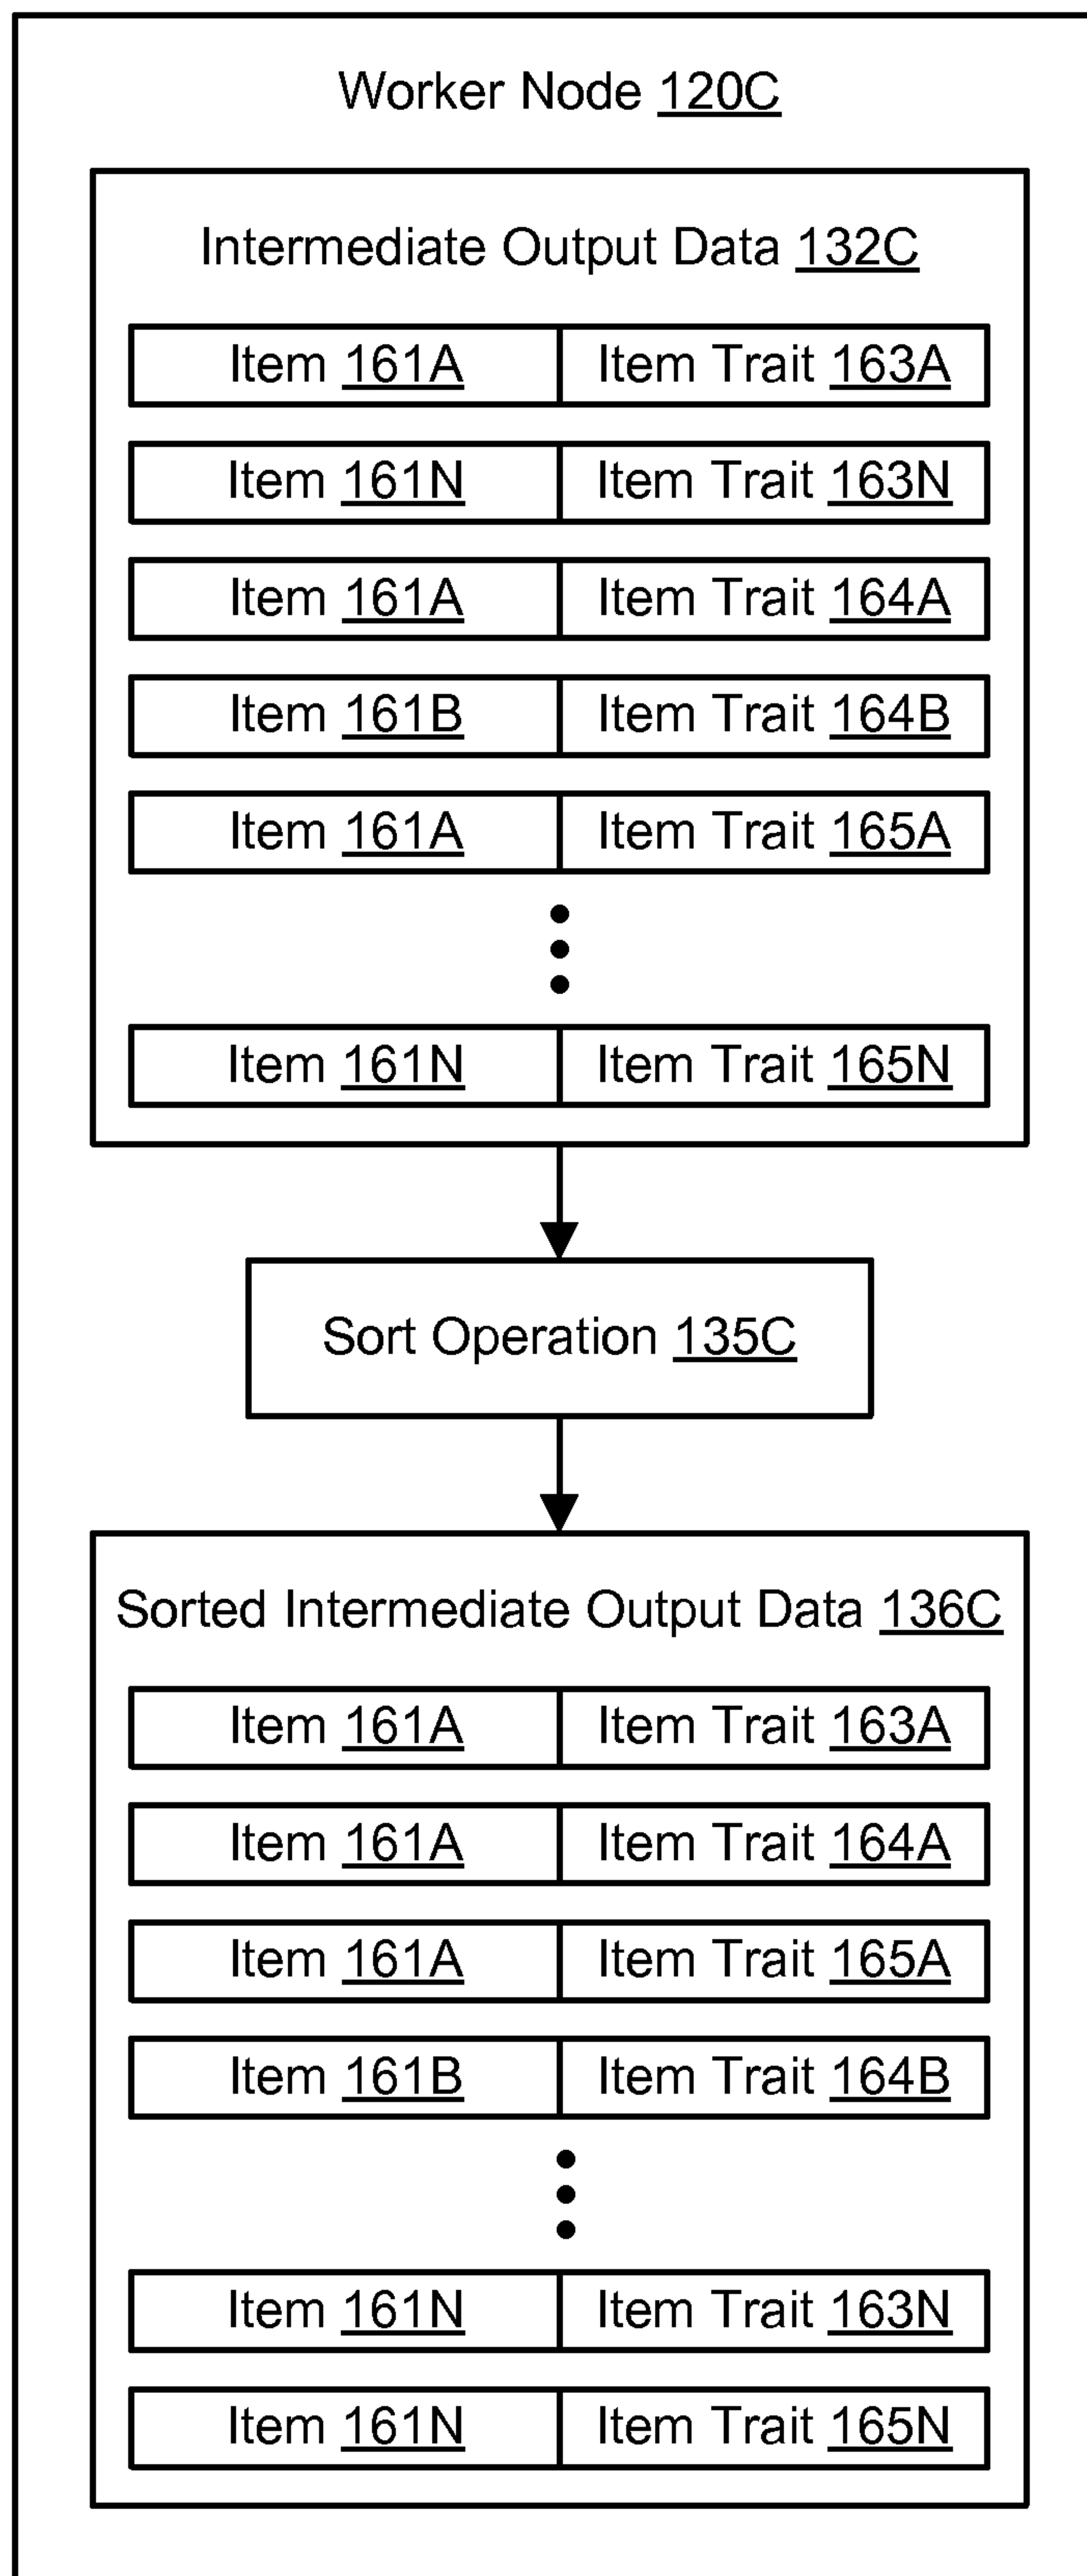 Worker Node 120C
Intermediate Output Data 132C
Item 161A Item Trait 163A
Item 161N Item Trait 163N
Item 161A Item Trait 164A
Item 161B Item Trait 164B
Item 161A Item Trait 165A
Item 161N Item Trait 165N
Sort Operation 135C
Sorted Intermediate Output Data 136C
Item 161A Item Trait 163A
Item 161A Item Trait 164A
Item 161A Item Trait 165A
Item 161B Item Trait 164B
Item 161N Item Trait 163N
Item 161N Item Trait 165N